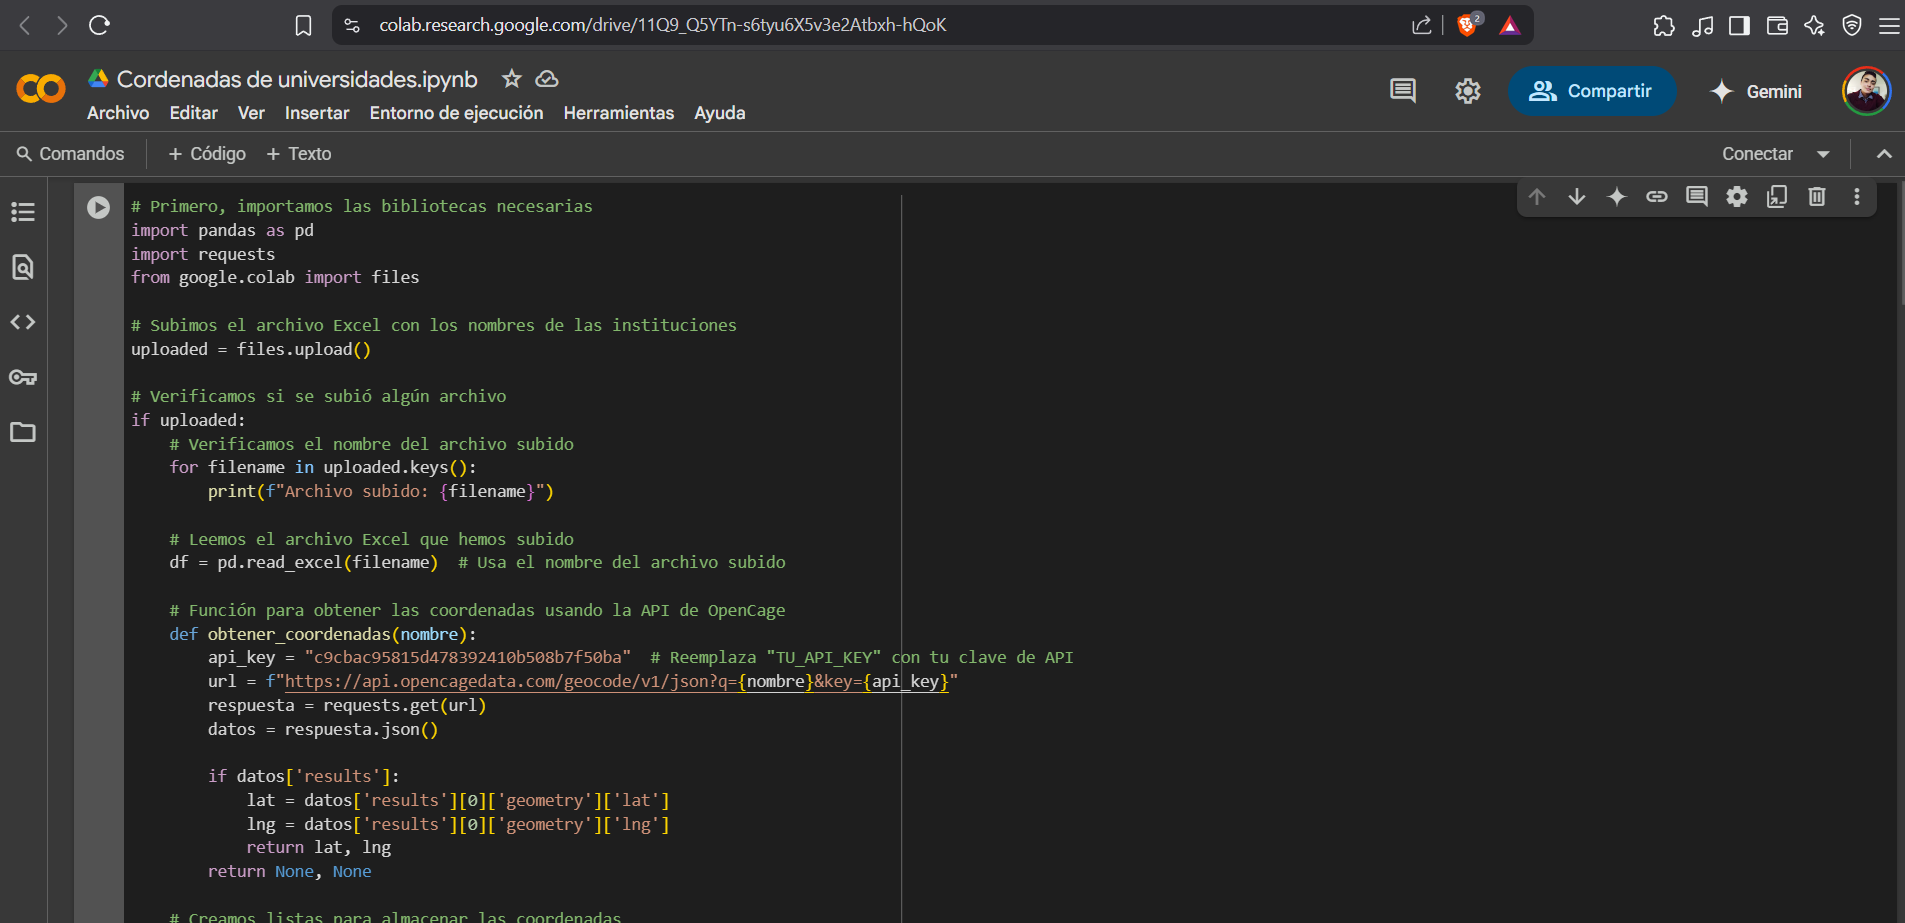 colab.research.google.com/drive/11Q9_Q5YTn-s6tyu6X5v3e2Atbxh-hQoK
2
Cordenadas de universidades.ipynb
Archivo Editar Ver Insertar Entorno de ejecución Herramientas Ayuda
Compartir
Gemini
Comandos + Código + Texto
Conectar
# Primero, importamos las bibliotecas necesarias
import pandas as pd
import requests
from google.colab import files
# Subimos el archivo Excel con los nombres de las instituciones
uploaded = files.upload()
# Verificamos si se subió algún archivo
if uploaded:
    # Verificamos el nombre del archivo subido
    for filename in uploaded.keys():
        print(f"Archivo subido: {filename}")
    # Leemos el archivo Excel que hemos subido
    df = pd.read_excel(filename)  # Usa el nombre del archivo subido
    # Función para obtener las coordenadas usando la API de OpenCage
    def obtener_coordenadas(nombre):
        api_key = "c9cbac95815d478392410b508b7f50ba"  # Reemplaza "TU_API_KEY" con tu clave de API
        url = f"https://api.opencagedata.com/geocode/v1/json?q={nombre}&key={api_key}"
        respuesta = requests.get(url)
        datos = respuesta.json()
        if datos['results']:
            lat = datos['results'][0]['geometry']['lat']
            lng = datos['results'][0]['geometry']['lng']
            return lat, lng
        return None, None
    # Creamos listas para almacenar las coordenadas